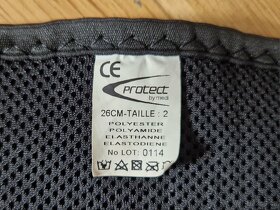 CE
Protect
by medi
26CM-TAILLE : 2
POLYESTER
POLYAMIDE
ELASTHANNE
ELASTODIENE
No LOT: 0114